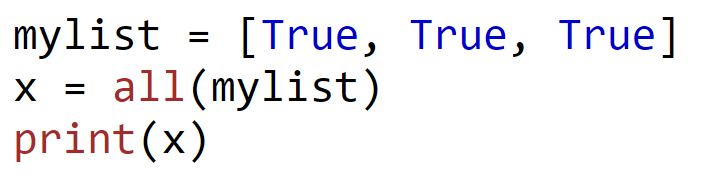 mylist = [True, True, True]
x = all(mylist)
print(x)